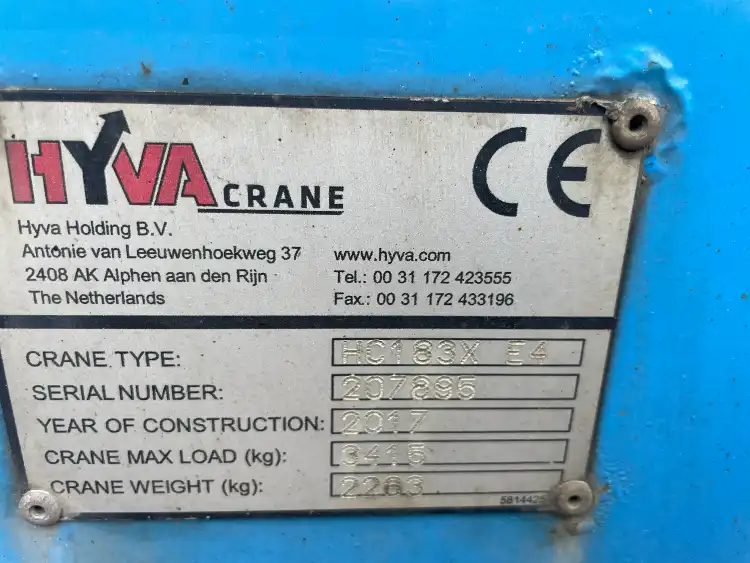 HYVA CRANE
CE
Hyva Holding B.V.
Antonie van Leeuwenhoekweg 37 www.hyva.com
2408 AK Alphen aan den Rijn Tel.: 00 31 172 423555
The Netherlands Fax.: 00 31 172 433196
CRANE TYPE: HC183X E4
SERIAL NUMBER: 207895
YEAR OF CONSTRUCTION: 2017
CRANE MAX LOAD (kg): 3415
CRANE WEIGHT (kg): 2263